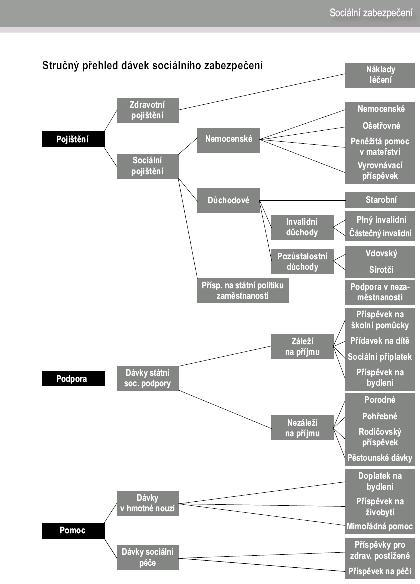 Sociální zabezpečení
Stručný přehled dávek sociálního zabezpečení
Náklady
léčení
Zdravotní
pojištění
Pojištění
Sociální
pojištění
Nemocenské
Nemocenské
Ošetřovné
Peněžitá pomoc
v mateřství
Vyrovnávací
příspěvek
Důchodové
Starobní
Invalidní
důchody
Plný invalidní
Částečný invalidní
Pozůstalostní
důchody
Vdovský
Sirotčí
Přísp. na státní politiku
zaměstnanosti
Podpora v neza-
městnanosti
Podpora
Dávky státní
soc. podpory
Záleží
na příjmu
Příspěvek na
školní pomůcky
Přídavek na dítě
Sociální příplatek
Příspěvek na
bydlení
Nezáleží
na příjmu
Porodné
Pohřebné
Rodičovský
příspěvek
Pěstounské dávky
Pomoc
Dávky
v hmotné nouzi
Doplatek na
bydlení
Příspěvek na
živobytí
Mimořádná pomoc
Dávky sociální
péče
Příspěvky pro
zdrav. postižené
Příspěvek na péči